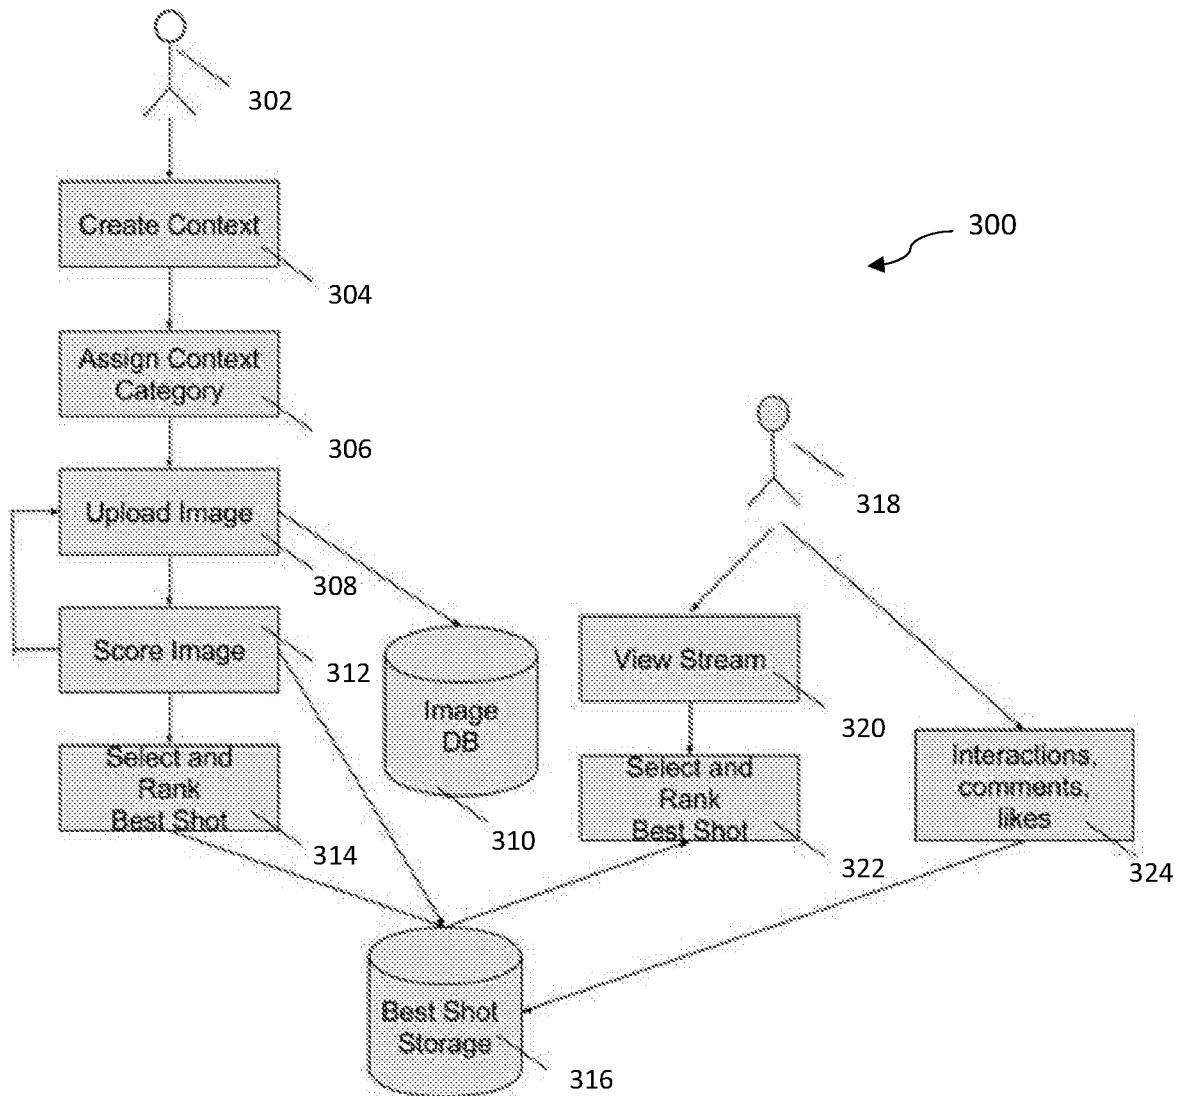 302
Create Context
300
304
Assign Context
Category
306
318
Upload Image
308
Score Image
312
View Stream
320
Image
DB
310
Select and
Rank
Best Shot
314
Select and
Rank
Best Shot
322
Interactions,
comments,
likes
324
Best Shot
Storage
316